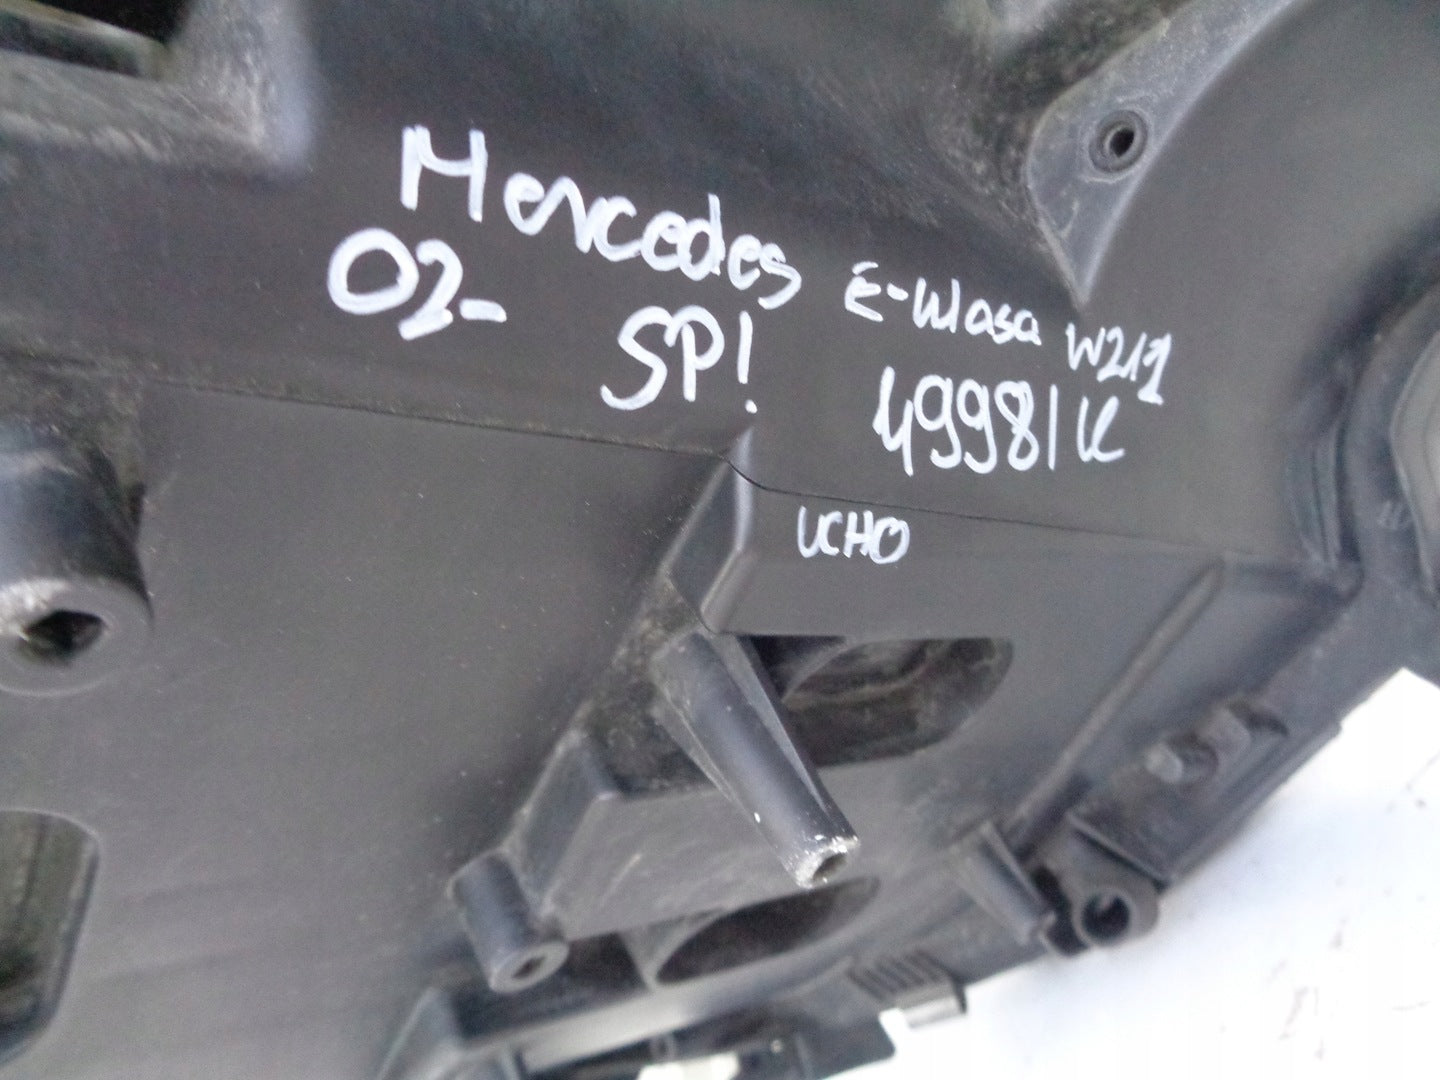 Mercedes E-klasa W211
02- SP! 49981K
UCHO